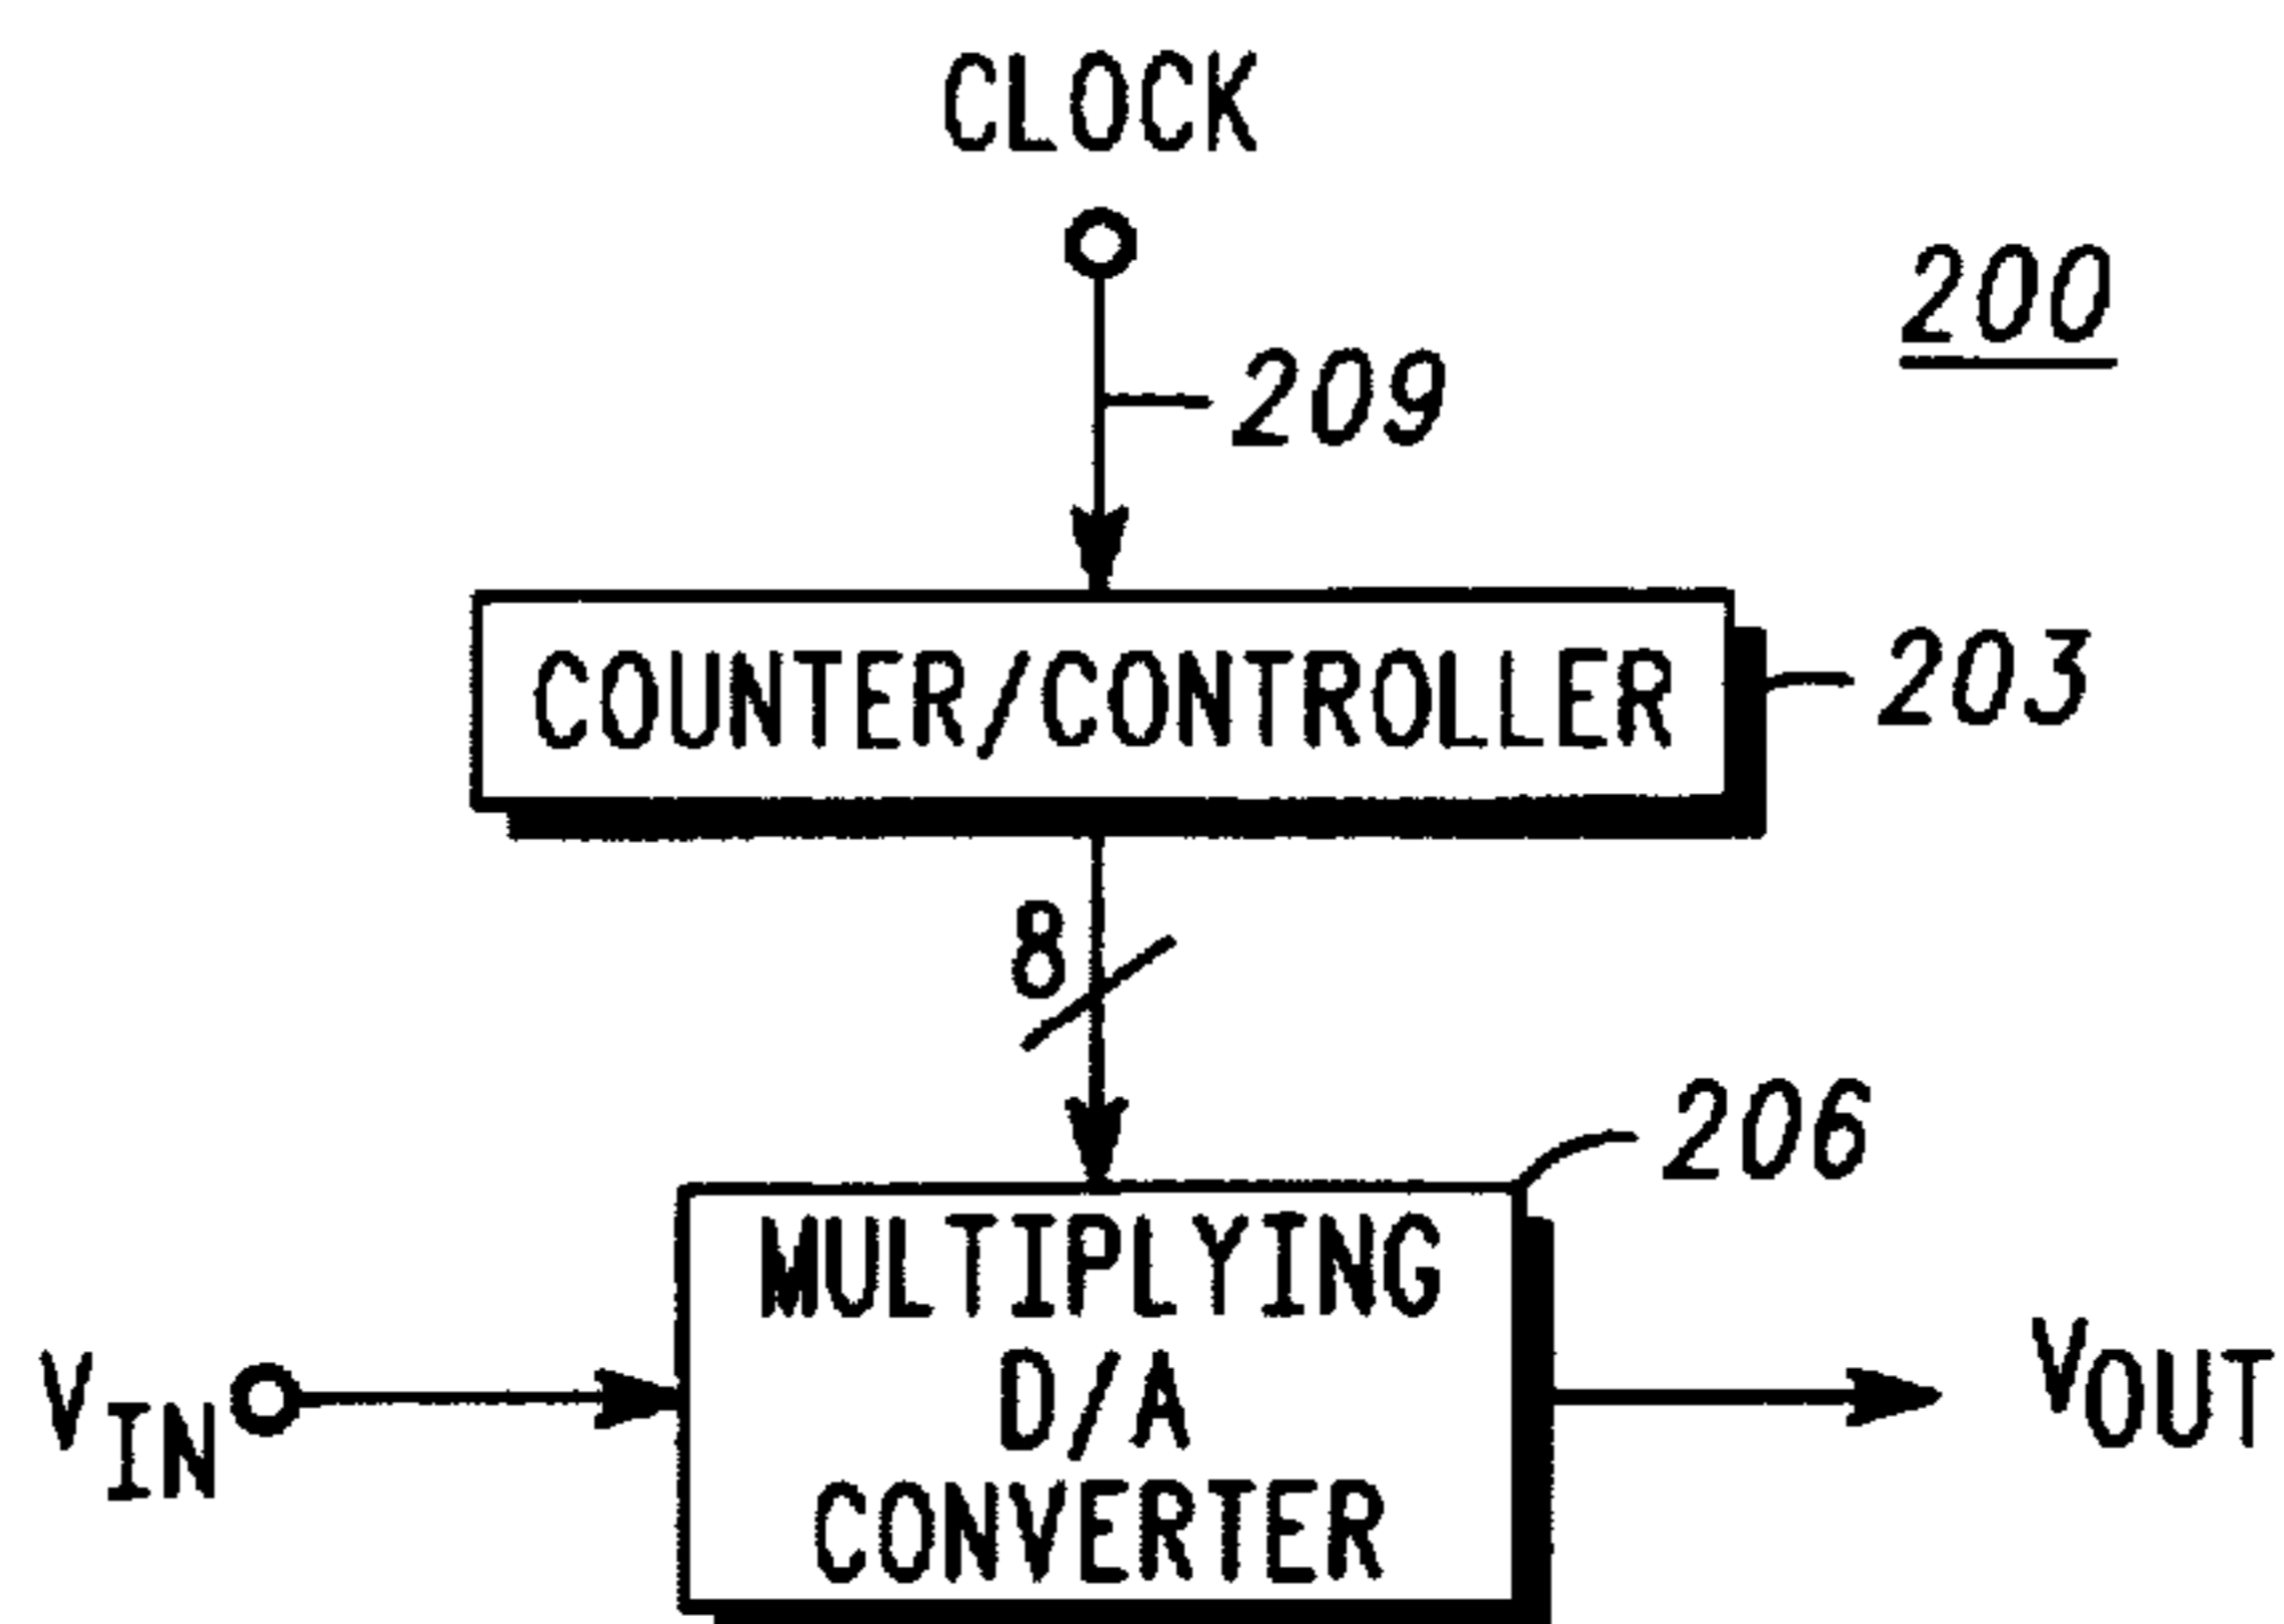 CLOCK
200
209
COUNTER/CONTROLLER
203
8
206
MULTIPLYING
D/A
CONVERTER
VIN
VOUT